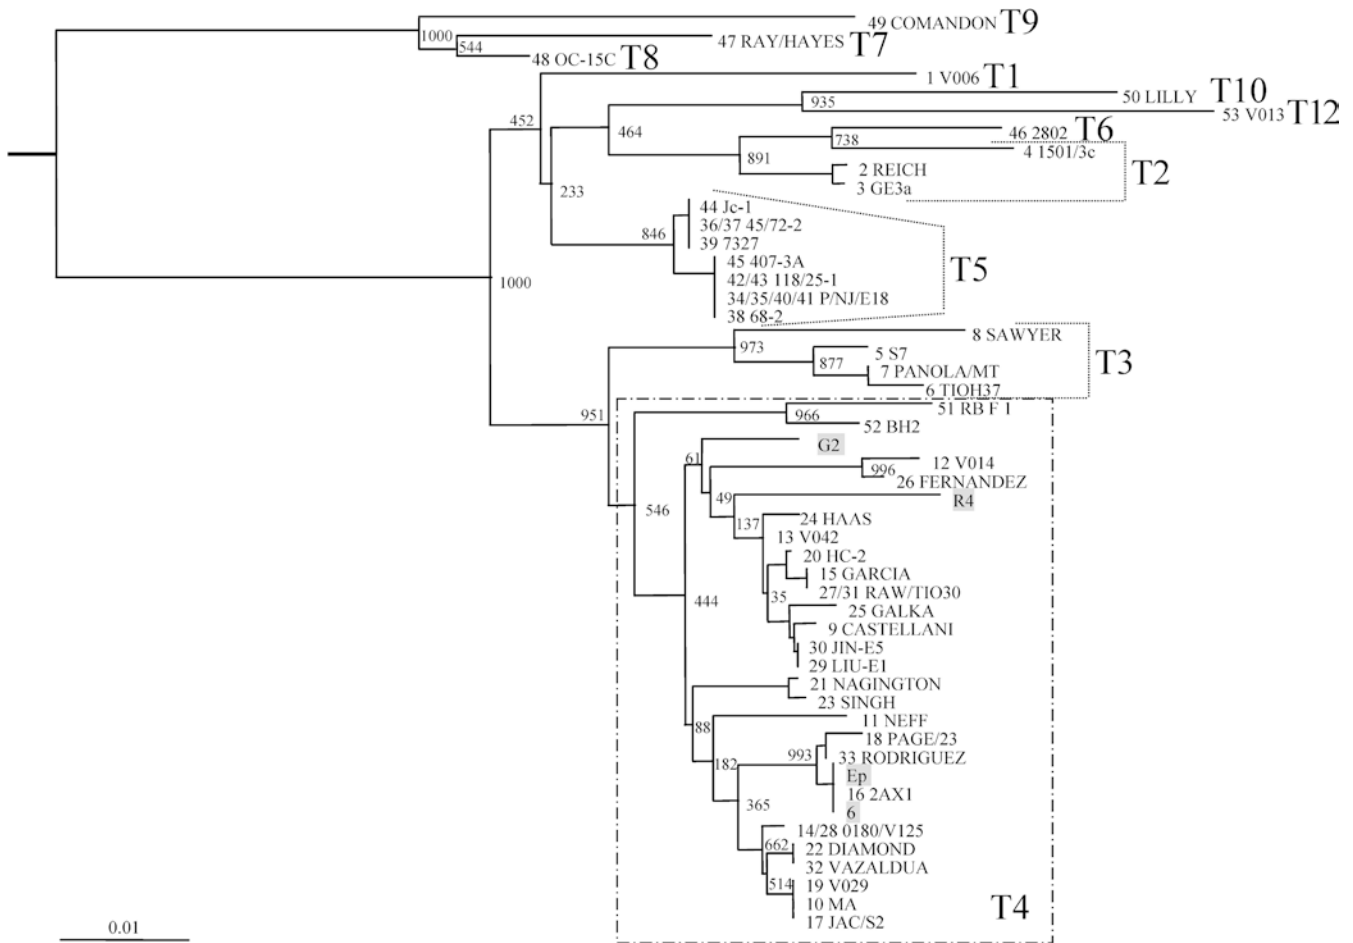 49 COMANDON T9
1000
47 RAY/HAYES T7
544
48 OC-15C T8
1 V006 T1
50 LILLY T10
935
53 V013 T12
452
464
46 2802 T6
738
4 1501/3c
891
2 REICH
T2
3 GE3a
233
44 Jc-1
36/37 45/72-2
846
39 7327
45 407-3A
T5
42/43 118/25-1
1000
34/35/40/41 P/NJ/E18
38 68-2
8 SAWYER
973
5 S7
877
T3
7 PANOLA/MT
6 TIOH37
51 RB F 1
951
966
52 BH2
G2
61
12 V014
996
26 FERNANDEZ
49
R4
546
137
24 HAAS
13 V042
20 HC-2
15 GARCIA
27/31 RAW/TIO30
35
444
25 GALKA
9 CASTELLANI
30 JIN-E5
29 LIU-E1
21 NAGINGTON
23 SINGH
11 NEFF
88
18 PAGE/23
993
33 RODRIGUEZ
182
Ep
16 2AX1
365
6
14/28 0180/V125
662
22 DIAMOND
32 VAZALDUA
514
19 V029
10 MA
T4
17 JAC/S2
0.01